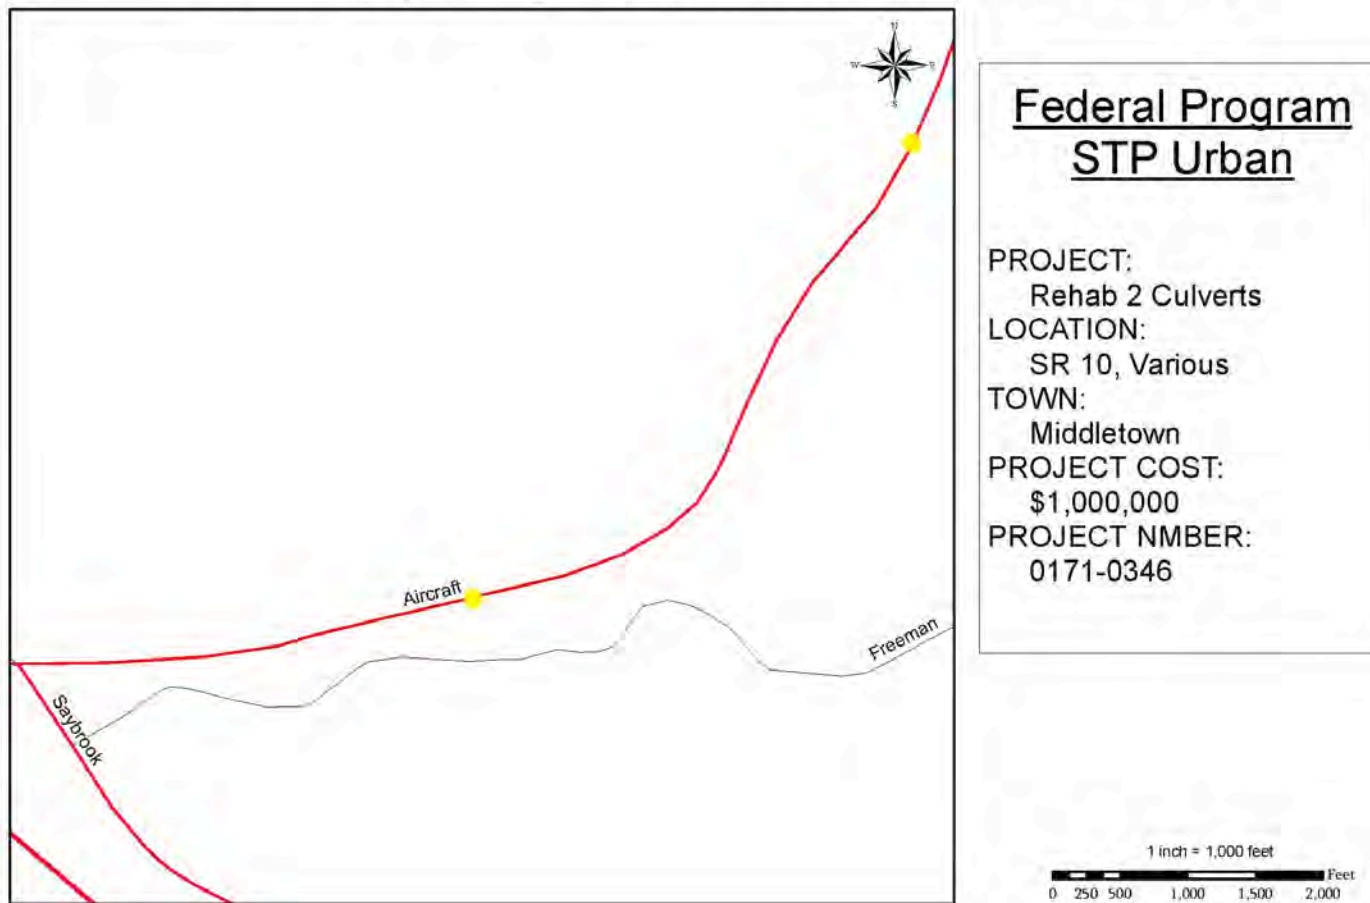 N
W E
S
Aircraft
Freeman
Saybrook
Federal Program
STP Urban
PROJECT:
Rehab 2 Culverts
LOCATION:
SR 10, Various
TOWN:
Middletown
PROJECT COST:
$1,000,000
PROJECT NMBER:
0171-0346
1 inch = 1,000 feet
Feet
0 250 500 1,000 1,500 2,000